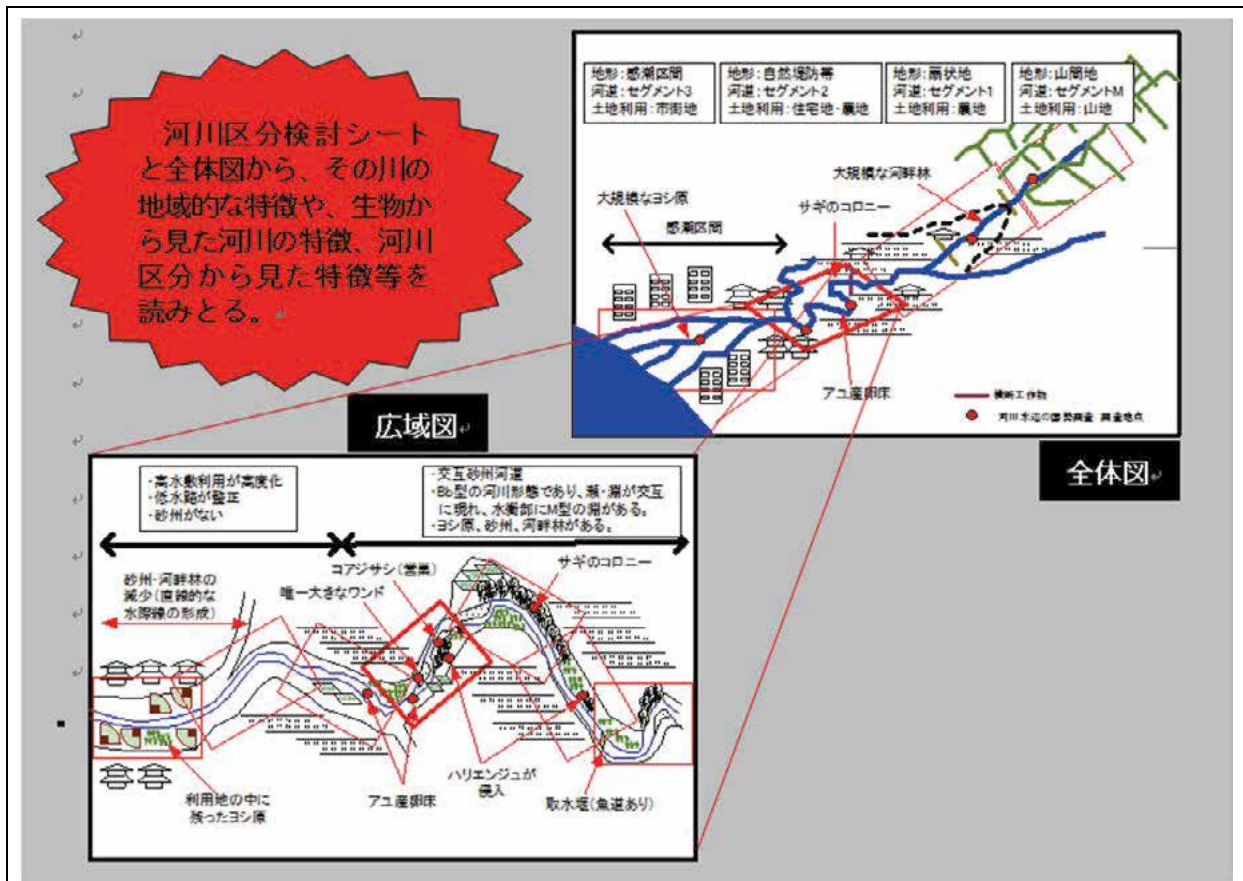 河川区分検討シート
と全体図から、その川の
地域的な特徴や、生物か
ら見た河川の特徴、河川
区分から見た特徴等を
読みとる。
地形:感潮区間
河道:セグメント3
土地利用:市街地
地形:自然堤防帯
河道:セグメント2
土地利用:住宅地・農地
地形:扇状地
河道:セグメント1
土地利用:農地
地形:山間地
河道:セグメントM
土地利用:山地
大規模な河畔林
大規模なヨシ原
サギのコロニー
感潮区間
アユ産卵床
横断工作物
河川水辺の国勢調査 調査地点
全体図
広域図
・高水敷利用が高度化
・低水路が整正
・砂州がない
・交互砂州河道
・Bb型の河川形態であり、瀬・淵が交互
に現れ、水衝部にM型の淵がある。
・ヨシ原、砂州、河畔林がある。
コアジサシ(営巣)
サギのコロニー
唯一大きなワンド
砂州・河畔林の
減少(直線的な
水際線の形成)
利用地の中に
残ったヨシ原
アユ産卵床
ハリエンジュが
侵入
取水堰(魚道あり)